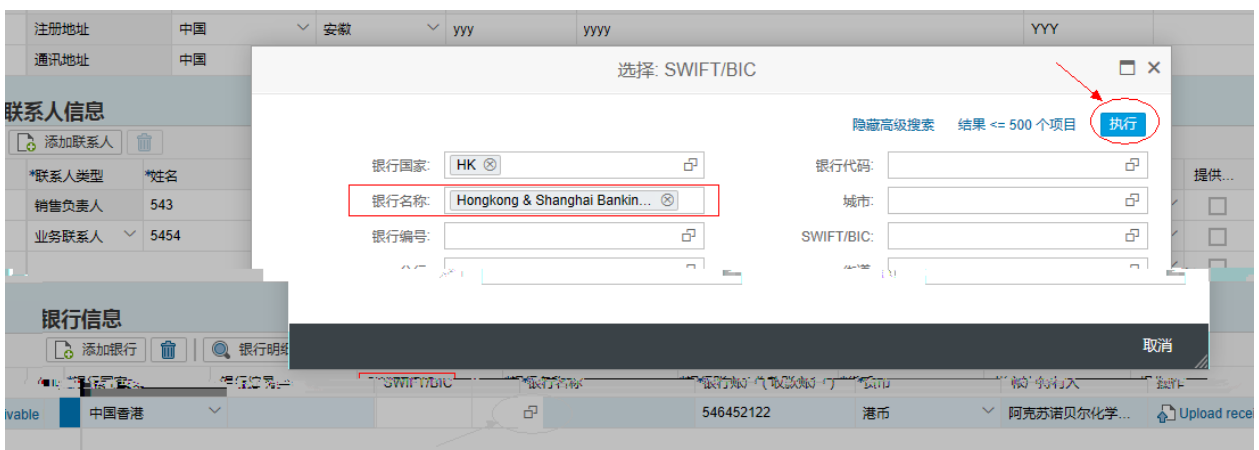 注册地址 中国 安徽 yyy yyyy YYY
通讯地址 中国
选择: SWIFT/BIC
联系人信息
隐藏高级搜索 结果 <= 500 个项目 执行
添加联系人
银行国家: HK 银行代码:
*联系人类型 *姓名 提供...
银行名称: Hongkong & Shanghai Bankin... 城市:
销售负责人 543
业务联系人 5454
银行编号: SWIFT/BIC:
银行信息
添加银行 银行明细
取消
SWIFT/BIC
ivable 中国香港 546452122 港币 阿克苏诺贝尔化学... Upload rece